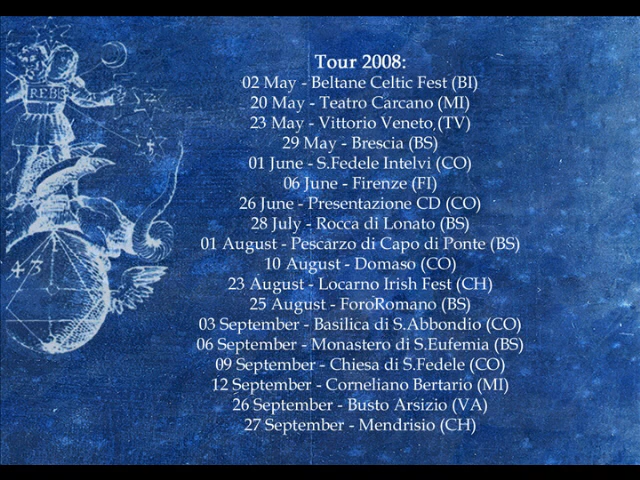 Tour 2008:
02 May - Beltane Celtic Fest (BI)
20 May - Teatro Carcano (MI)
23 May - Vittorio Veneto (TV)
29 May - Brescia (BS)
01 June - S.Fedele Intelvi (CO)
06 June - Firenze (FI)
26 June - Presentazione CD (CO)
28 July - Rocca di Lonato (BS)
01 August - Pescarzo di Capo di Ponte (BS)
10 August - Domaso (CO)
23 August - Locarno Irish Fest (CH)
25 August - ForoRomano (BS)
03 September - Basilica di S.Abbondio (CO)
06 September - Monastero di S.Eufemia (BS)
09 September - Chiesa di S.Fedele (CO)
12 September - Corneliano Bertario (MI)
26 September - Busto Arsizio (VA)
27 September - Mendrisio (CH)
REBIS
4 3